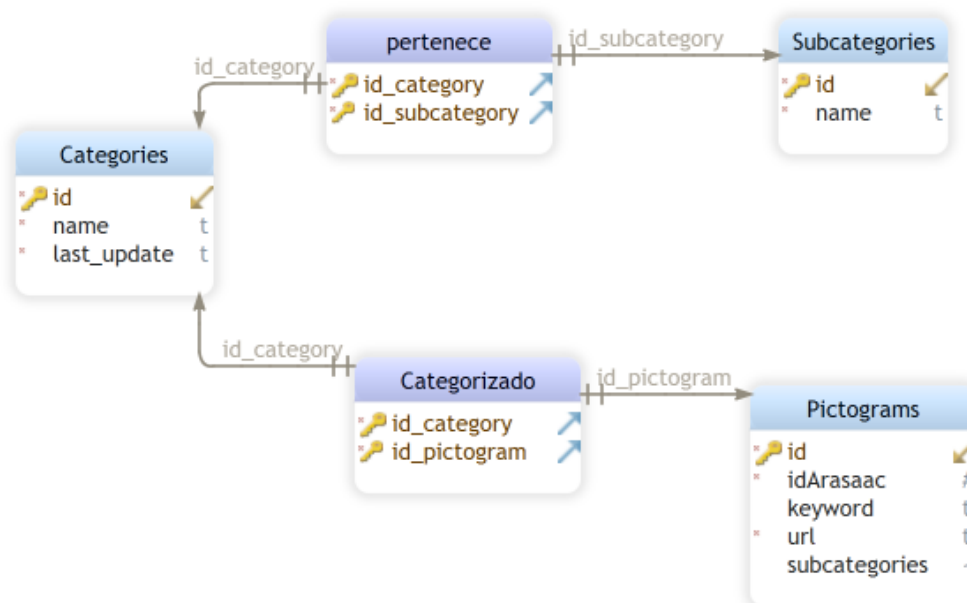 pertenece
id_category
id_subcategory
id_subcategory
Subcategories
id
name t
id_category
Categories
id
name t
last_update t
id_category
Categorizado
id_category
id_pictogram
id_pictogram
Pictograms
id
idArasaac #
keyword t
url t
subcategories